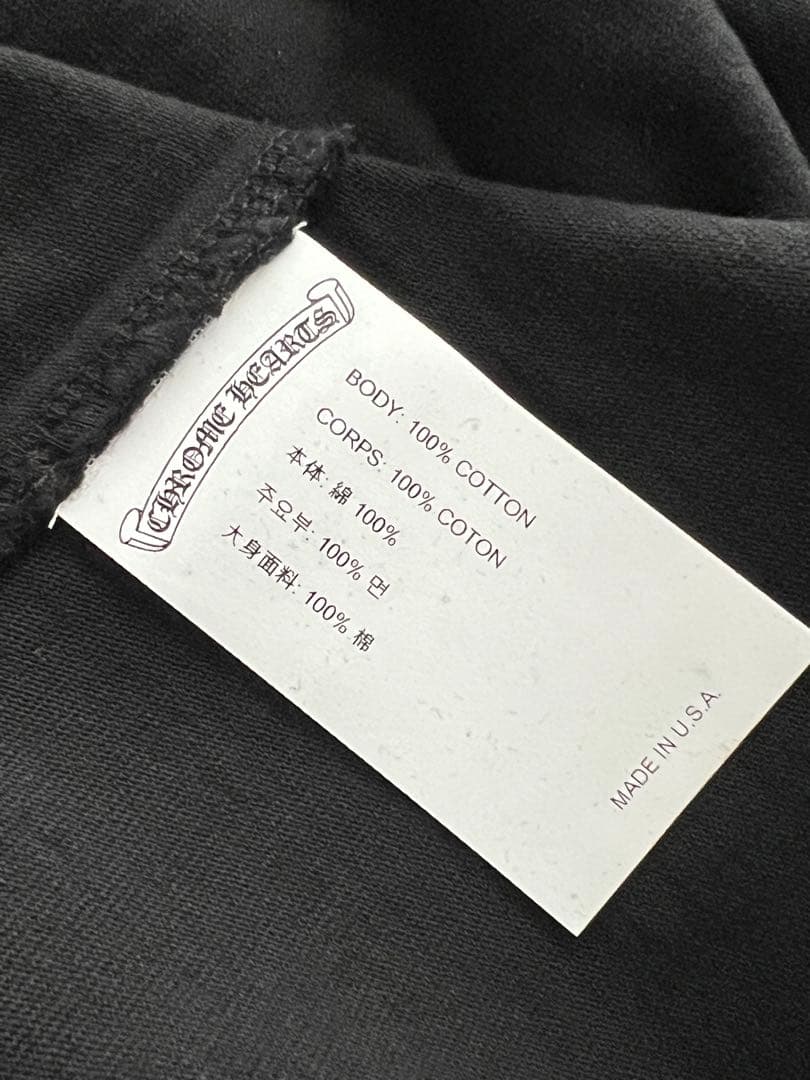 CHROME HEARTS
BODY: 100% COTTON
CORPS: 100% COTON
本体: 綿 100%
주요부: 100% 면
大身面料: 100% 棉
MADE IN U.S.A.